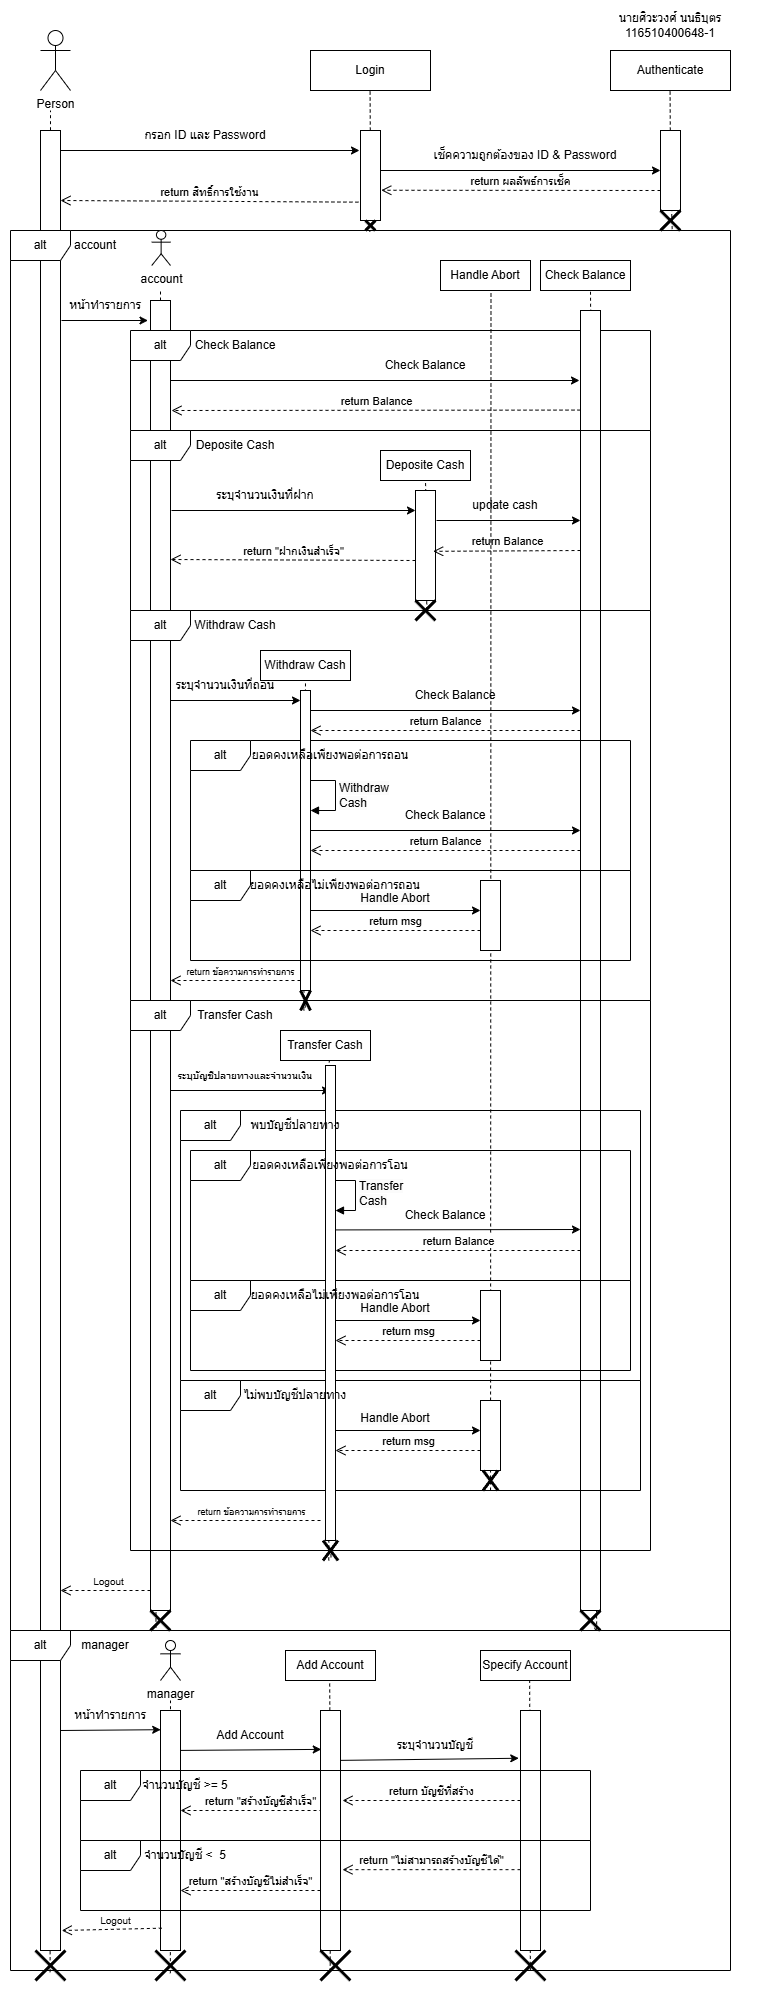 นายศิวะวงศ์ นนธิบุตร
116510400648-1
Login
Authenticate
Person
กรอก ID และ Password
เช็คความถูกต้องของ ID & Password
return ผลลัพธ์การเช็ค
return สิทธิ์การใช้งาน
alt account
account
Handle Abort
Check Balance
หน้าทำรายการ
alt Check Balance
Check Balance
return Balance
alt Deposite Cash
Deposite Cash
ระบุจำนวนเงินที่ฝาก
update cash
return Balance
return "ฝากเงินสำเร็จ"
alt Withdraw Cash
Withdraw Cash
ระบุจำนวนเงินที่ถอน
Check Balance
return Balance
alt ยอดคงเหลือเพียงพอต่อการถอน
Withdraw
Cash
Check Balance
return Balance
alt ยอดคงเหลือไม่เพียงพอต่อการถอน
Handle Abort
return msg
return ข้อความการทำรายการ
alt Transfer Cash
Transfer Cash
ระบุบัญชีปลายทางและจำนวนเงิน
alt พบบัญชีปลายทาง
alt ยอดคงเหลือเพียงพอต่อการโอน
Transfer
Cash
Check Balance
return Balance
alt ยอดคงเหลือไม่เพียงพอต่อการโอน
Handle Abort
return msg
alt ไม่พบบัญชีปลายทาง
Handle Abort
return msg
return ข้อความการทำรายการ
Logout
alt manager
manager
Add Account
Specify Account
หน้าทำรายการ
Add Account
ระบุจำนวนบัญชี
alt จำนวนบัญชี >= 5
return บัญชีที่สร้าง
return "สร้างบัญชีสำเร็จ"
alt จำนวนบัญชี < 5
return "ไม่สามารถสร้างบัญชีได้"
return "สร้างบัญชีไม่สำเร็จ"
Logout